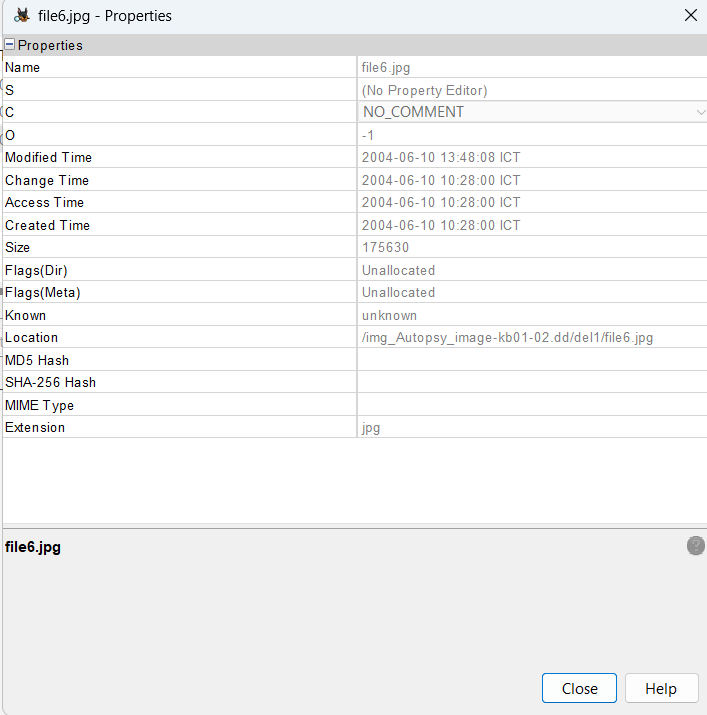 file6.jpg - Properties
Properties
Name file6.jpg
S (No Property Editor)
C NO_COMMENT
O -1
Modified Time 2004-06-10 13:48:08 ICT
Change Time 2004-06-10 10:28:00 ICT
Access Time 2004-06-10 10:28:00 ICT
Created Time 2004-06-10 10:28:00 ICT
Size 175630
Flags(Dir) Unallocated
Flags(Meta) Unallocated
Known unknown
Location /img_Autopsy_image-kb01-02.dd/del1/file6.jpg
MD5 Hash
SHA-256 Hash
MIME Type
Extension jpg
file6.jpg ?
Close Help